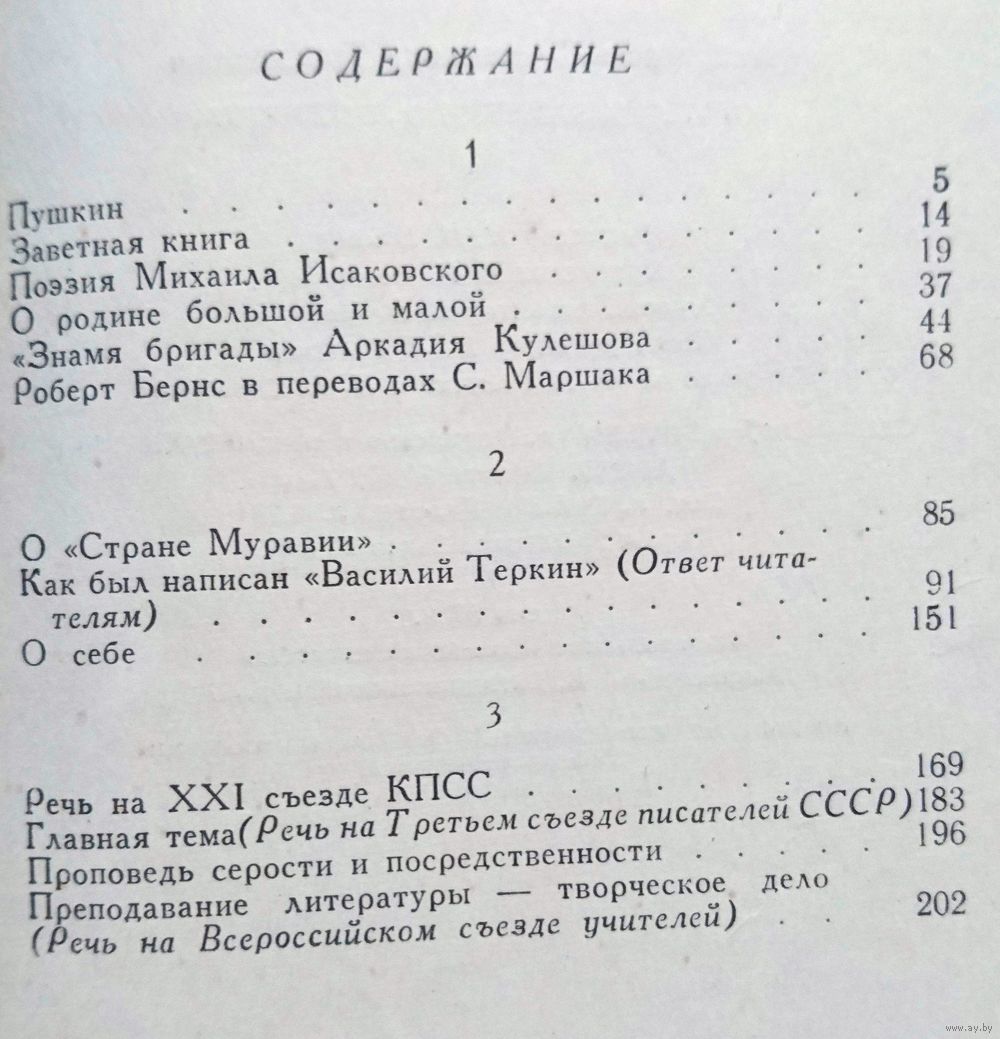 СОДЕРЖАНИЕ
1
Пушкин . . . . . . . . . . . . . . 5
Заветная книга . . . . . . . . . . . . 14
Поэзия Михаила Исаковского . . . . . . . 19
О родине большой и малой . . . . . . . . 37
«Знамя бригады» Аркадия Кулешова . . . . . 44
Роберт Бернс в переводах С. Маршака . . . . . 68
2
О «Стране Муравии» . . . . . . . . . . . 85
Как был написан «Василий Теркин» (Ответ чита-
телям) . . . . . . . . . . . . . . 91
О себе . . . . . . . . . . . . . . 151
3
Речь на XXI съезде КПСС . . . . . . . . 169
Главная тема (Речь на Третьем съезде писателей СССР) 183
Проповедь серости и посредственности . . . . . 196
Преподавание литературы — творческое дело
(Речь на Всероссийском съезде учителей) . . 202
www.ay.by